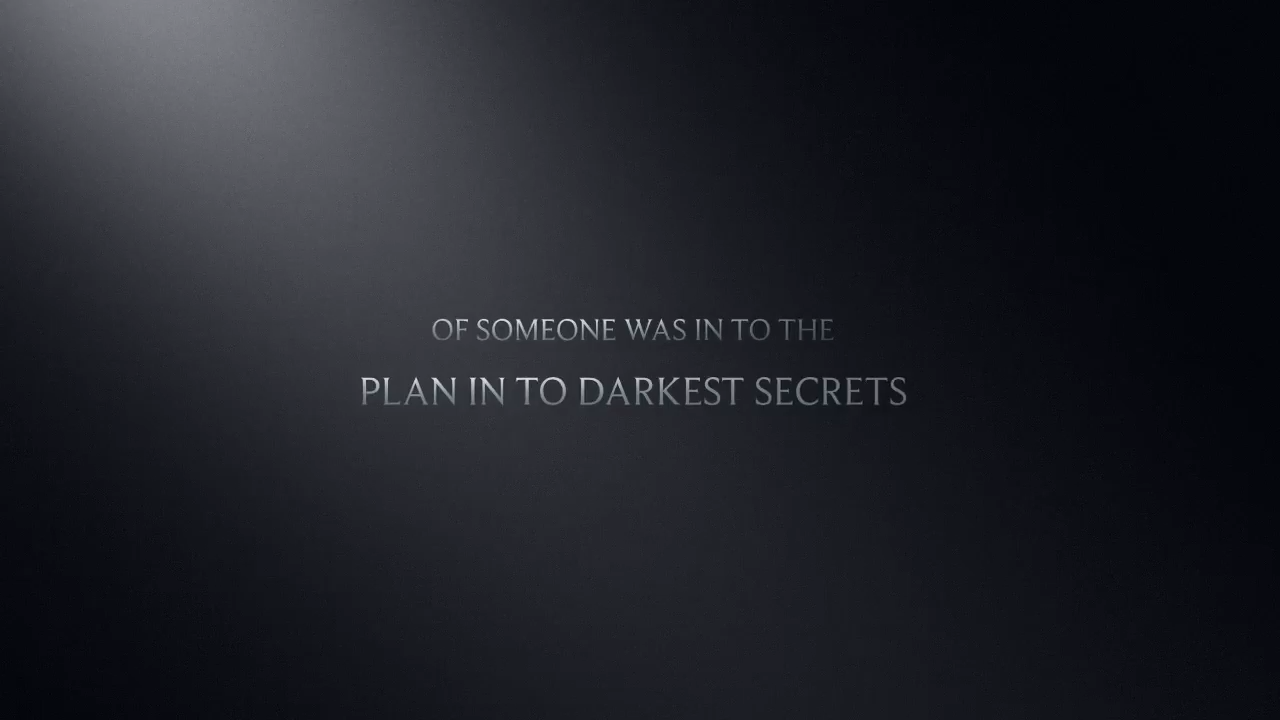 OF SOMEONE WAS IN TO THE
PLAN IN TO DARKEST SECRETS